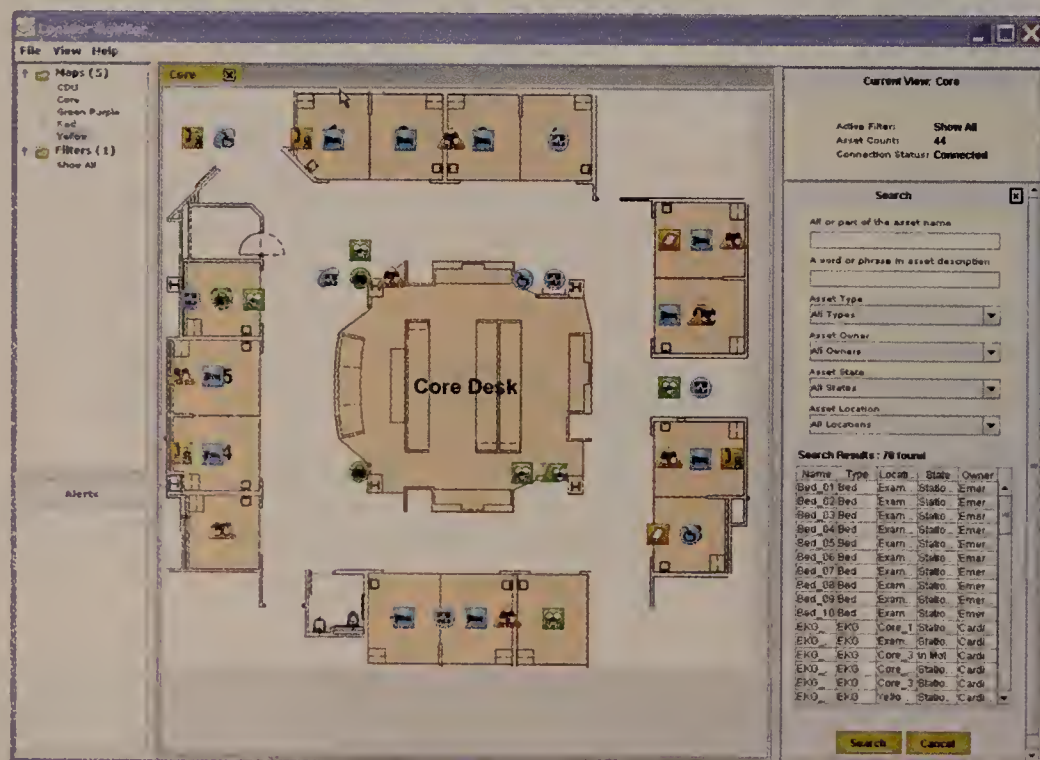 File View Help
Maps (5)
CDU
Core
Green Purple
Red
Yellow
Filters (1)
Show All
Alerts
Core
5
4
Core Desk
Current View: Core
Active Filter: Show All
Asset Count: 44
Connection Status: Connected
Search
All or part of the asset name
A word or phrase in asset description
Asset Type
All Types
Asset Owner
All Owners
Asset State
All States
Asset Location
All Locations
Search Results : 78 found
Name Type Locati.. State Owner
Bed_01 Bed Exam.. Statio.. Emer
Bed_02 Bed Exam.. Statio.. Emer
Bed_03 Bed Exam.. Statio.. Emer
Bed_04 Bed Exam.. Statio.. Emer
Bed_05 Bed Exam.. Statio.. Emer
Bed_06 Bed Exam.. Statio.. Emer
Bed_07 Bed Exam.. Statio.. Emer
Bed_08 Bed Exam.. Statio.. Emer
Bed_09 Bed Exam.. Statio.. Emer
Bed_10 Bed Exam.. Statio.. Emer
EKG_.. EKG Core_1 Statio.. Cardi
EKG_.. EKG Exam.. Statio.. Cardi
EKG_.. EKG Core_3 In Mot Cardi
EKG_.. EKG Core_.. Statio.. Cardi
EKG_.. EKG Core_3 Statio.. Cardi
EKG_.. EKG Yello.. Statio.. Cardi
Search Cancel